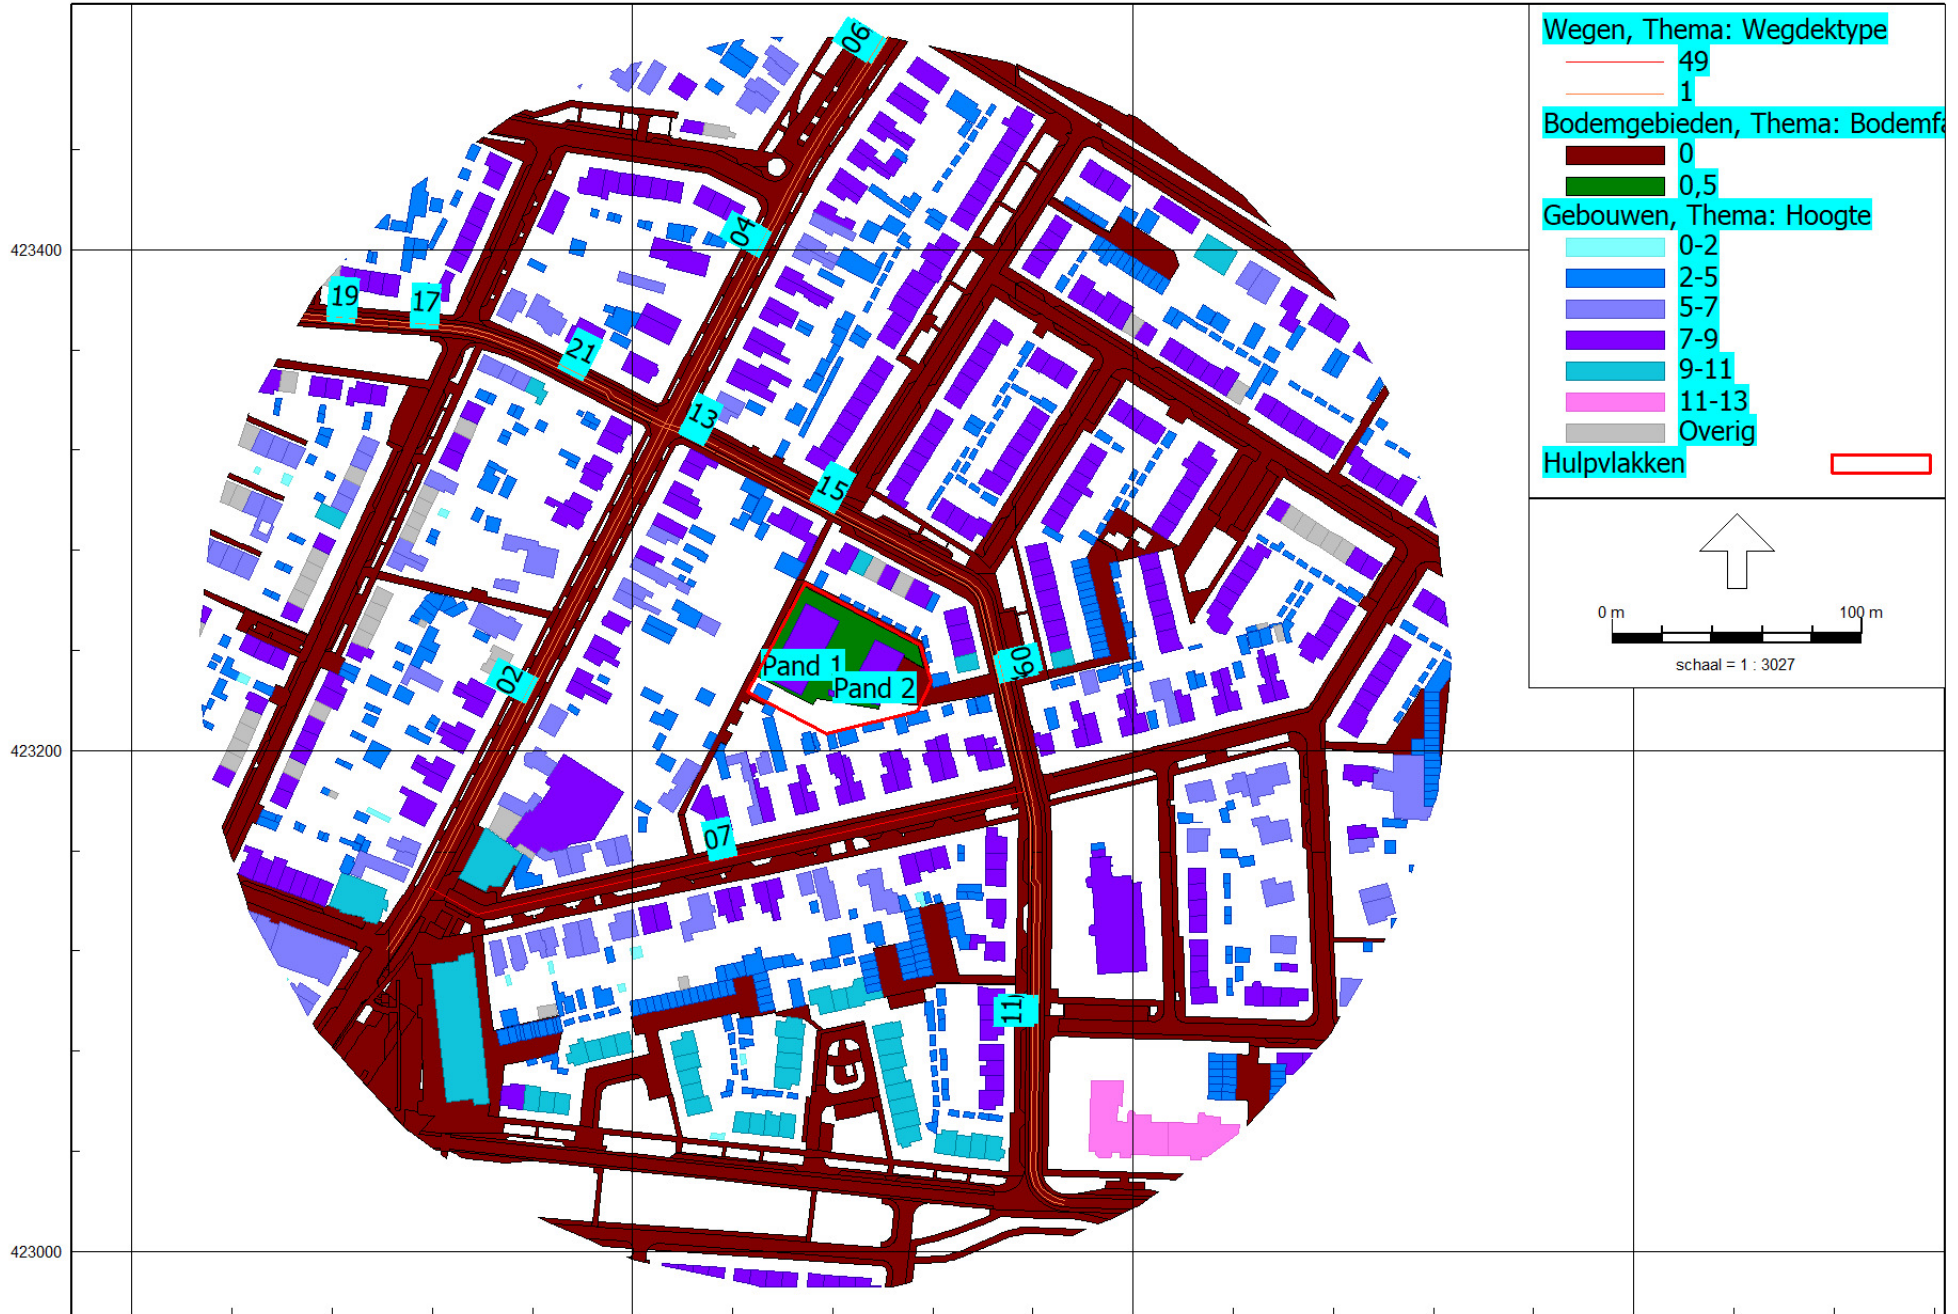 Wegen, Thema: Wegdektype
49
1
Bodemgebieden, Thema: Bodemfa
0
0,5
Gebouwen, Thema: Hoogte
0-2
2-5
5-7
7-9
9-11
11-13
Overig
Hulpvlakken
0 m 100 m
schaal = 1 : 3027
423400
423200
423000
06
04
19
17
21
13
15
02
09
Pand 1
Pand 2
07
11